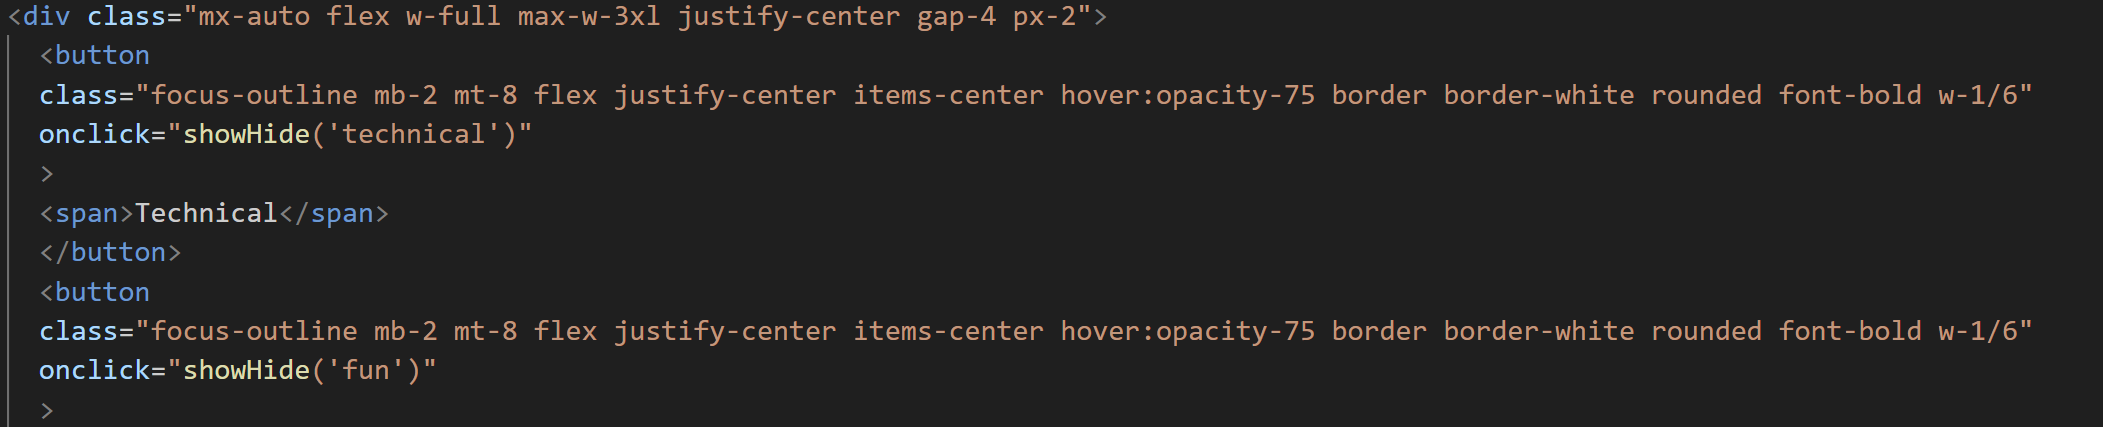 <div class="mx-auto flex w-full max-w-3xl justify-center gap-4 px-2">
<button
class="focus-outline mb-2 mt-8 flex justify-center items-center hover:opacity-75 border border-white rounded font-bold w-1/6"
onclick="showHide('technical')"
>
<span>Technical</span>
</button>
<button
class="focus-outline mb-2 mt-8 flex justify-center items-center hover:opacity-75 border border-white rounded font-bold w-1/6"
onclick="showHide('fun')"
>